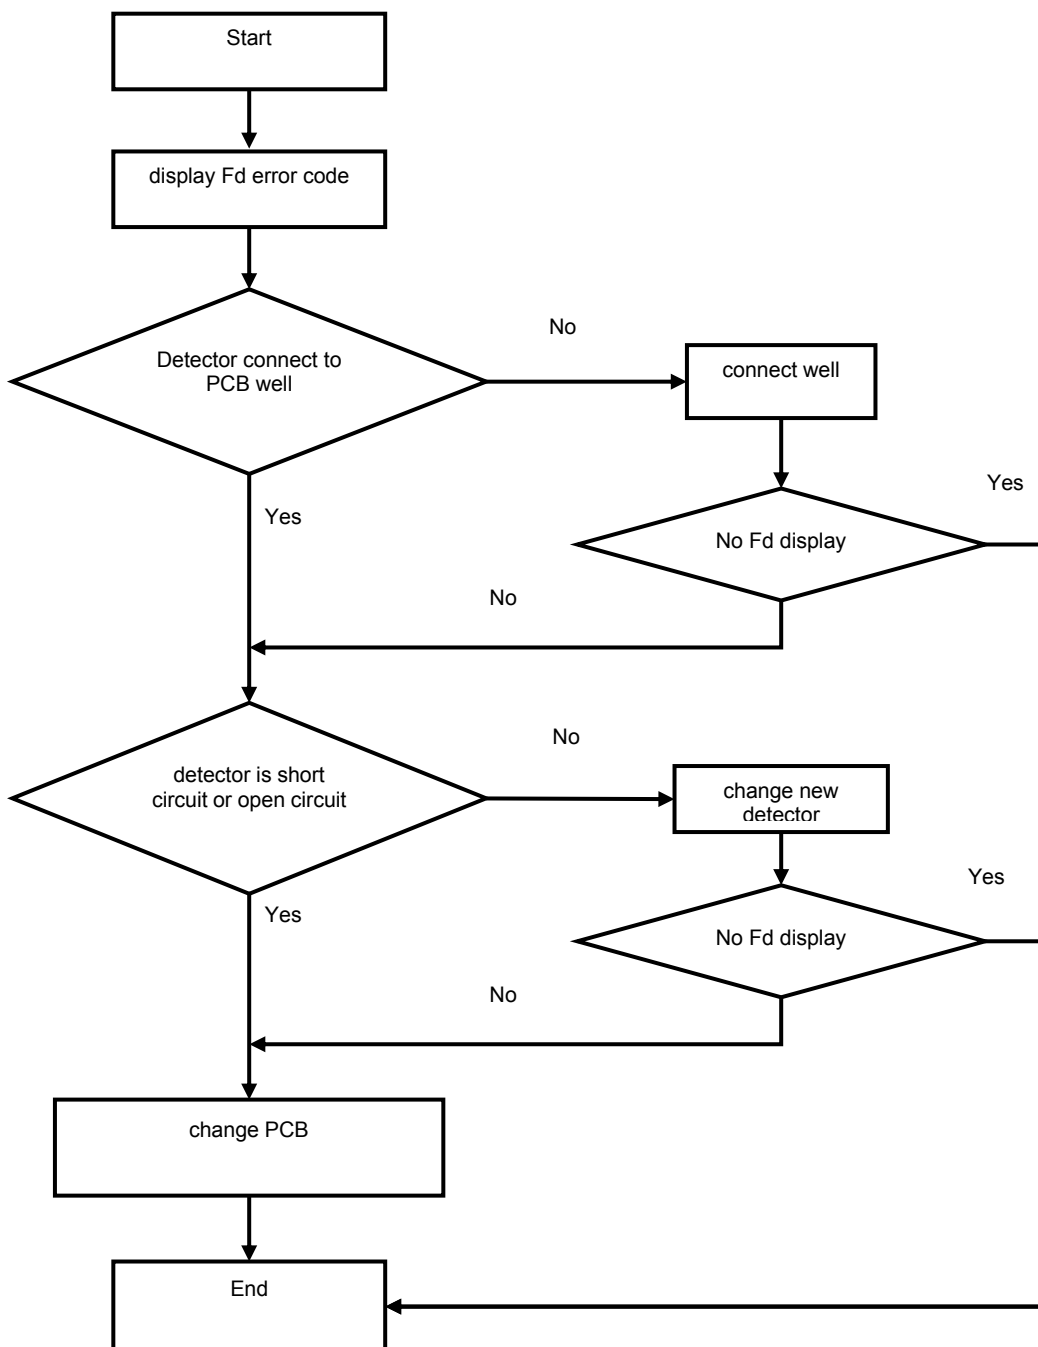 Start
display Fd error code
Detector connect to
PCB well
No
connect well
Yes
Yes
No Fd display
No
detector is short
circuit or open circuit
No
change new
detector
Yes
Yes
No Fd display
No
change PCB
End